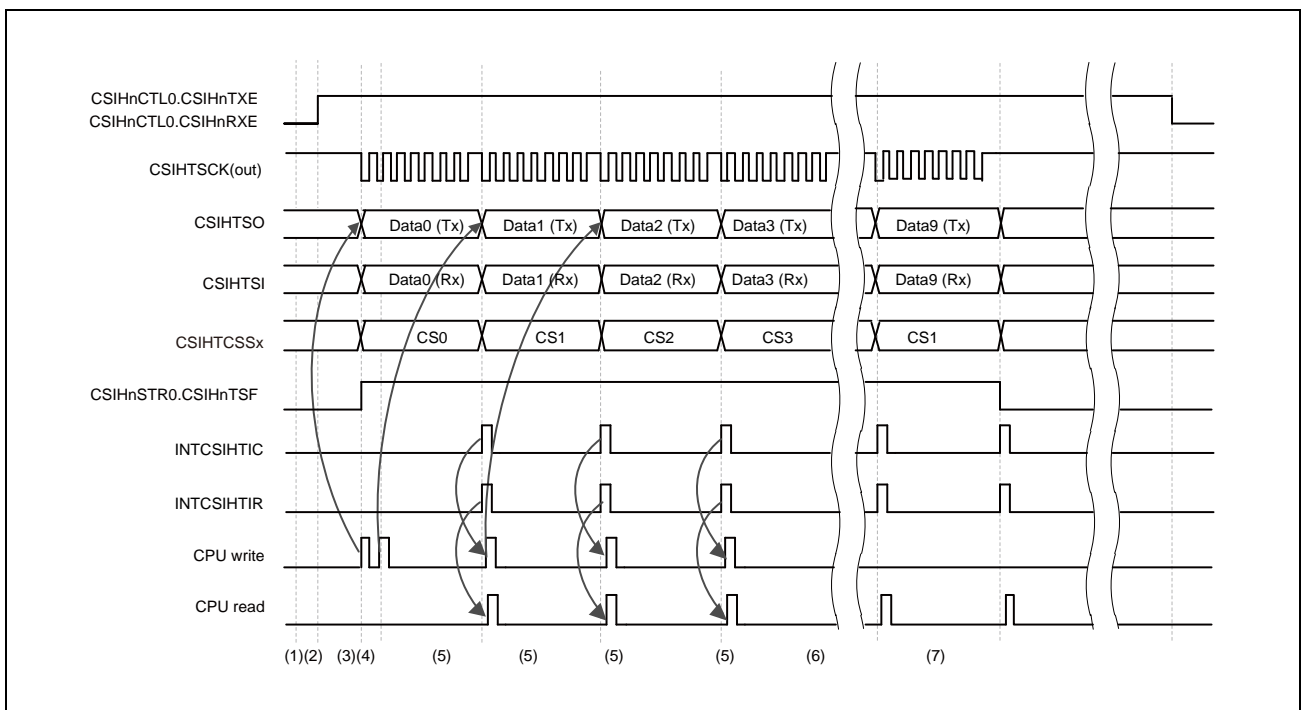 CSIHnCTL0.CSIHnTXE
CSIHnCTL0.CSIHnRXE
CSIHTSCK(out)
CSIHTSO Data0 (Tx) Data1 (Tx) Data2 (Tx) Data3 (Tx) Data9 (Tx)
CSIHTSI Data0 (Rx) Data1 (Rx) Data2 (Rx) Data3 (Rx) Data9 (Rx)
CSIHTCSSx CS0 CS1 CS2 CS3 CS1
CSIHnSTR0.CSIHnTSF
INTCSIHTIC
INTCSIHTIR
CPU write
CPU read
(1)(2) (3)(4) (5) (5) (5) (5) (6) (7)